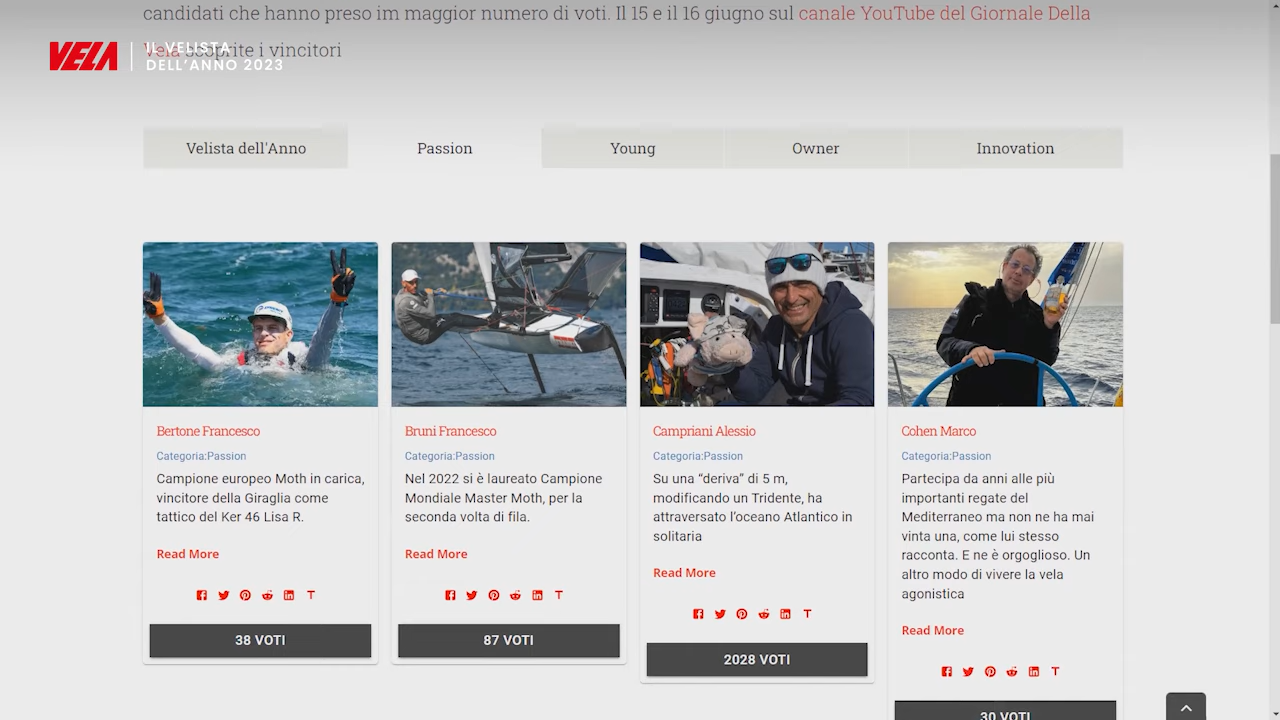 candidati che hanno preso im maggior numero di voti. Il 15 e il 16 giugno sul canale YouTube del Giornale Della
Vela scoprite i vincitori
VELA
IL VELISTA
DELL'ANNO 2023
Velista dell'Anno
Passion
Young
Owner
Innovation
Bertone Francesco
Categoria:Passion
Campione europeo Moth in carica,
vincitore della Giraglia come
tattico del Ker 46 Lisa R.
Read More
38 VOTI
Bruni Francesco
Categoria:Passion
Nel 2022 si è laureato Campione
Mondiale Master Moth, per la
seconda volta di fila.
Read More
87 VOTI
Campriani Alessio
Categoria:Passion
Su una “deriva” di 5 m,
modificando un Tridente, ha
attraversato l’oceano Atlantico in
solitaria
Read More
2028 VOTI
Cohen Marco
Categoria:Passion
Partecipa da anni alle più
importanti regate del
Mediterraneo ma non ne ha mai
vinta una, come lui stesso
racconta. E ne è orgoglioso. Un
altro modo di vivere la vela
agonistica
Read More
30 VOTI